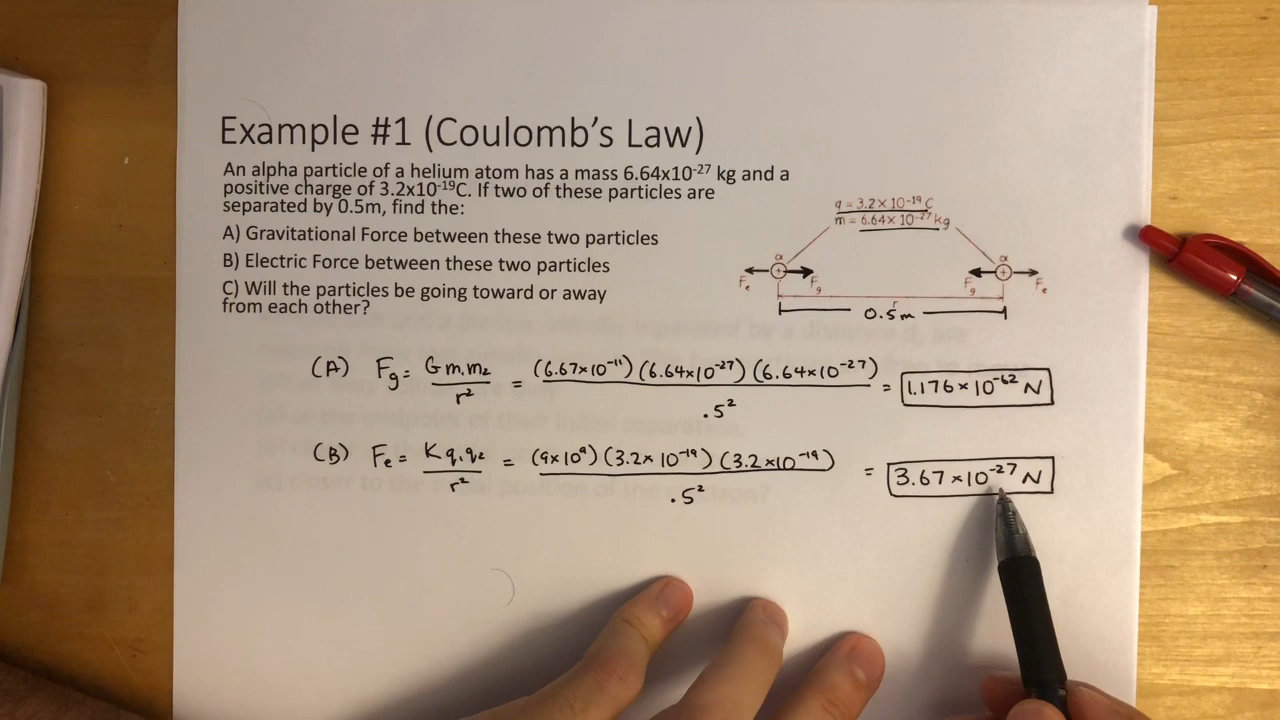 Example #1 (Coulomb's Law)
An alpha particle of a helium atom has a mass 6.64x10⁻²⁷ kg and a
positive charge of 3.2x10⁻¹⁹C. If two of these particles are
separated by 0.5m, find the:
A) Gravitational Force between these two particles
B) Electric Force between these two particles
C) Will the particles be going toward or away
from each other?
q = 3.2 × 10⁻¹⁹ C
m = 6.64 × 10⁻²⁷ kg
α α
+ +
Fe Fg Fg Fe
r
0.5m
(A) Fg = G m₁m₂ / r² = (6.67×10⁻¹¹) (6.64×10⁻²⁷) (6.64×10⁻²⁷) / .5² = 1.176 × 10⁻⁶² N
(B) Fe = K q₁q₂ / r² = (9×10⁹) (3.2× 10⁻¹⁹) (3.2 ×10⁻¹⁹) / .5² = 3.67 ×10⁻²⁷ N